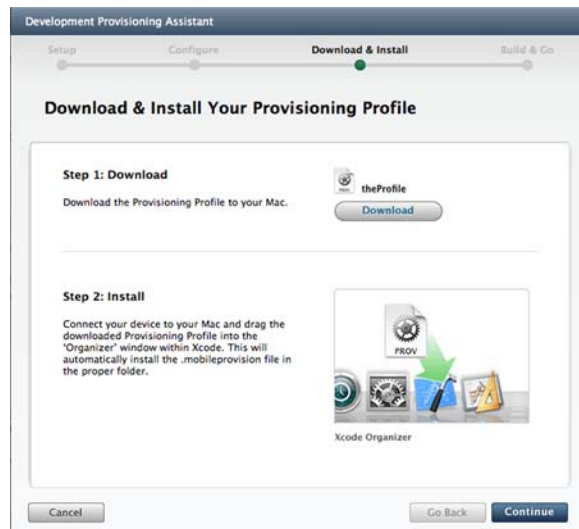 Development Provisioning Assistant
Setup Configure Download & Install Build & Go
Download & Install Your Provisioning Profile
Step 1: Download
Download the Provisioning Profile to your Mac.
PROV
theProfile
Download
Step 2: Install
Connect your device to your Mac and drag the
downloaded Provisioning Profile into the
'Organizer' window within Xcode. This will
automatically install the .mobileprovision file in
the proper folder.
PROV
Xcode Organizer
Cancel Go Back Continue